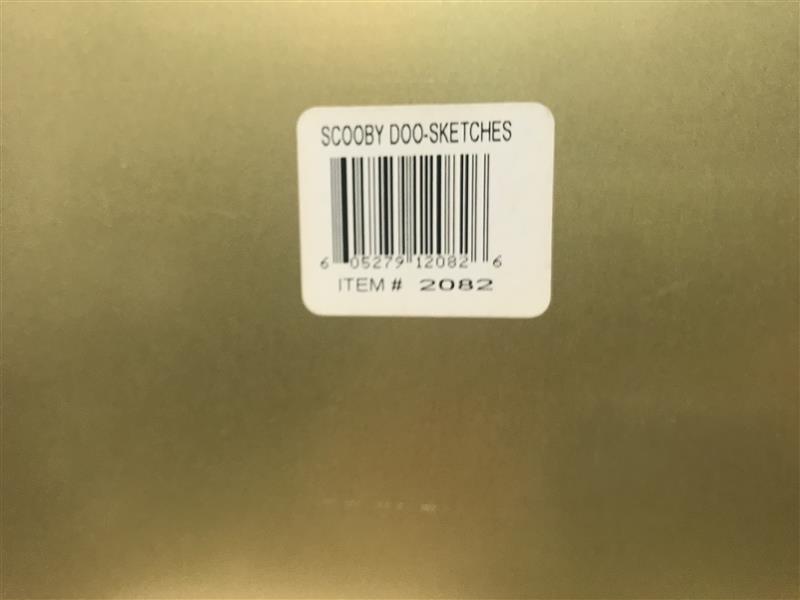 SCOOBY DOO-SKETCHES
6 05279 12082 6
ITEM # 2082